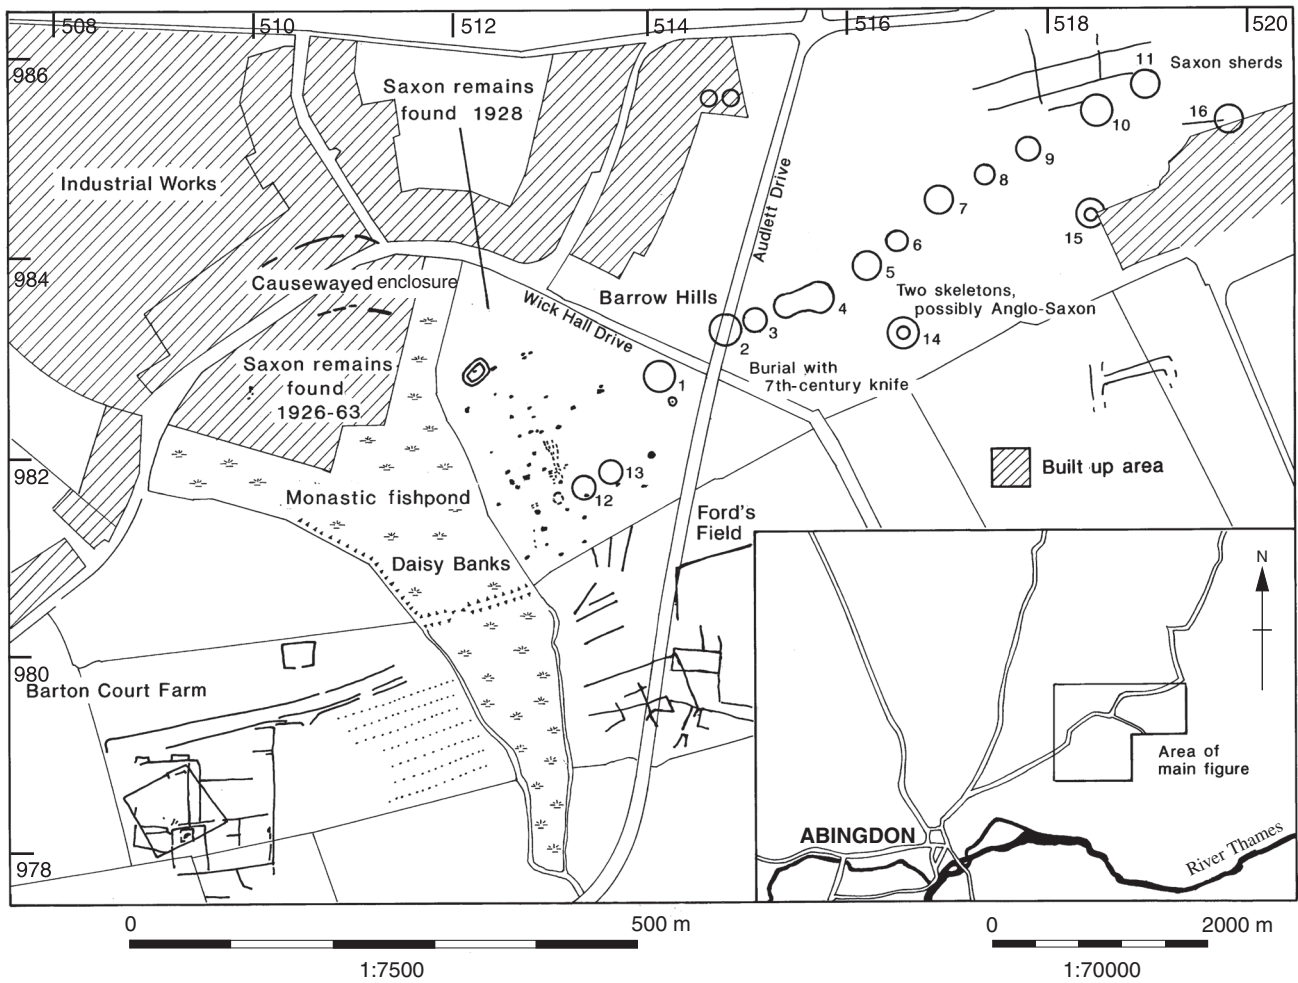 508
510
512
514
516
518
520
986
984
982
980
978
Saxon remains
found 1928
Industrial Works
Causewayed enclosure
Saxon remains
found
1926-63
Wick Hall Drive
Audlett Drive
Barrow Hills
Saxon sherds
11
10
16
9
8
7
15
6
5
4
3
2
1
14
13
12
Two skeletons,
possibly Anglo-Saxon
Burial with
7th-century knife
Built up area
Monastic fishpond
Daisy Banks
Ford's
Field
Barton Court Farm
N
Area of
main figure
ABINGDON
River Thames
0
500 m
1:7500
0
2000 m
1:70000